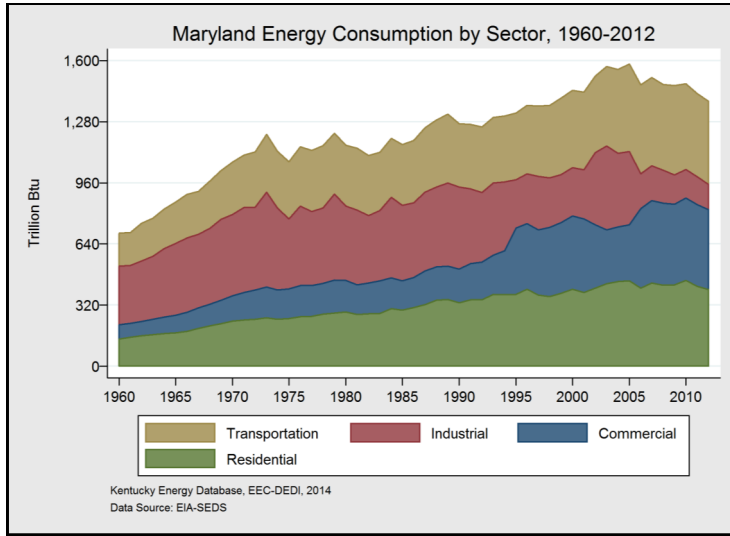 Maryland Energy Consumption by Sector, 1960-2012
1,600
1,280
960
640
320
0
Trillion Btu
1960 1965 1970 1975 1980 1985 1990 1995 2000 2005 2010
Transportation Industrial Commercial
Residential
Kentucky Energy Database, EEC-DEDI, 2014
Data Source: EIA-SEDS